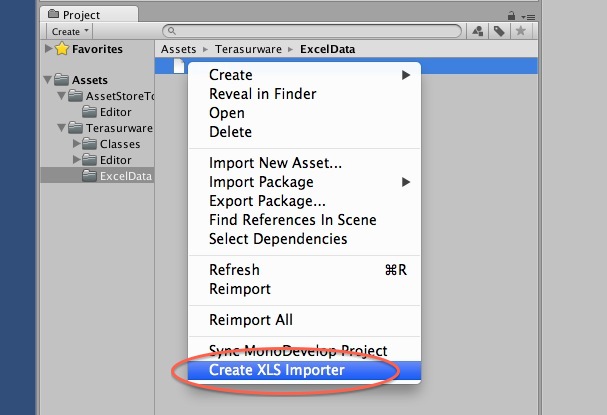 Project
Create
Favorites
Assets
AssetStoreTo
Editor
Terasurware
Classes
Editor
ExcelData
Assets ▸ Terasurware ▸ ExcelData
Create
Reveal in Finder
Open
Delete
Import New Asset...
Import Package
Export Package...
Find References In Scene
Select Dependencies
Refresh ⌘R
Reimport
Reimport All
Sync MonoDevelop Project
Create XLS Importer